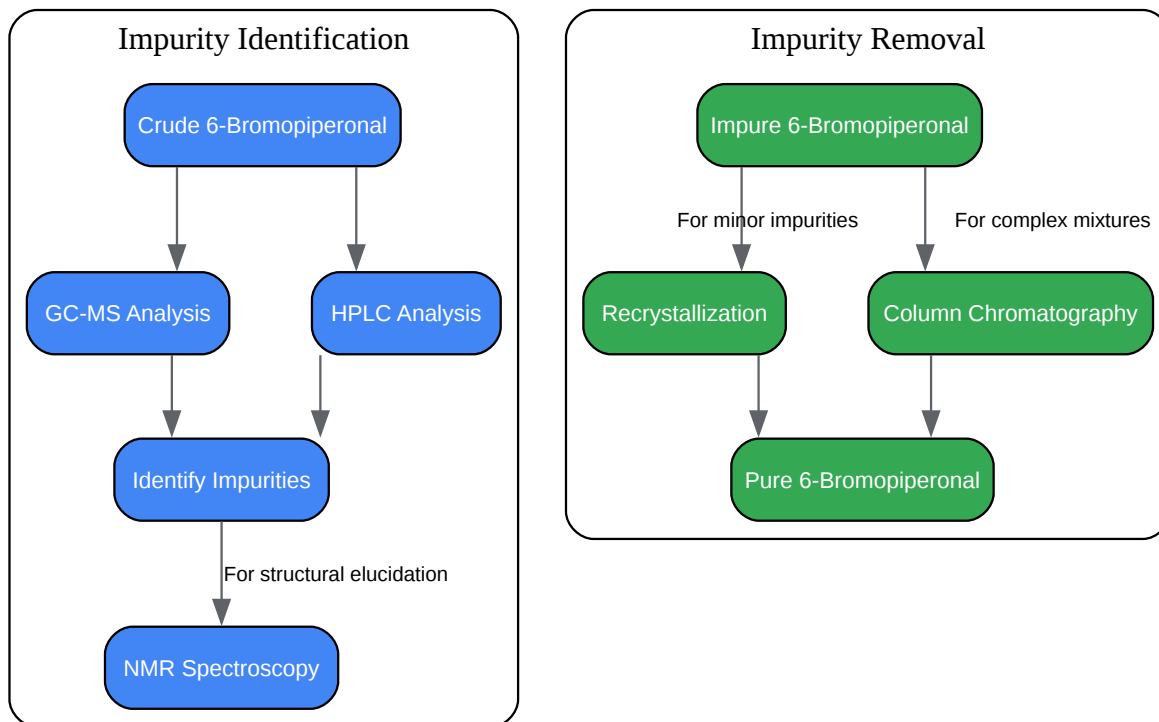 Impurity Identification
Crude 6-Bromopiperonal
GC-MS Analysis
HPLC Analysis
Identify Impurities
For structural elucidation
NMR Spectroscopy
Impurity Removal
Impure 6-Bromopiperonal
For minor impurities
For complex mixtures
Recrystallization
Column Chromatography
Pure 6-Bromopiperonal